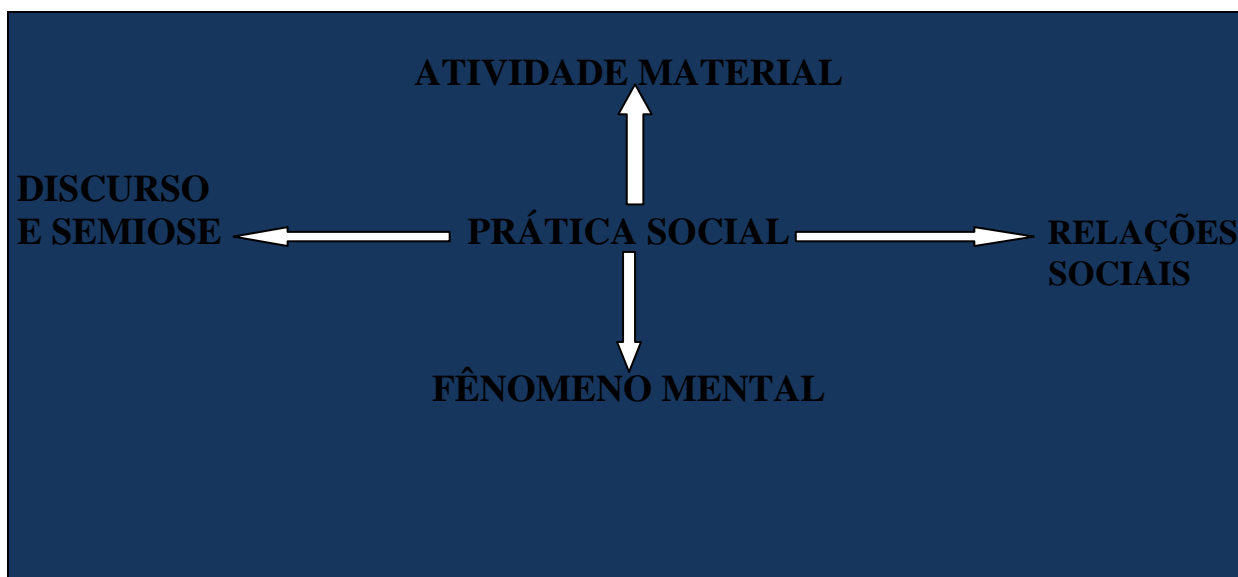 ATIVIDADE MATERIAL
DISCURSO
E SEMIOSE
PRÁTICA SOCIAL
RELAÇÕES
SOCIAIS
FÊNOMENO MENTAL